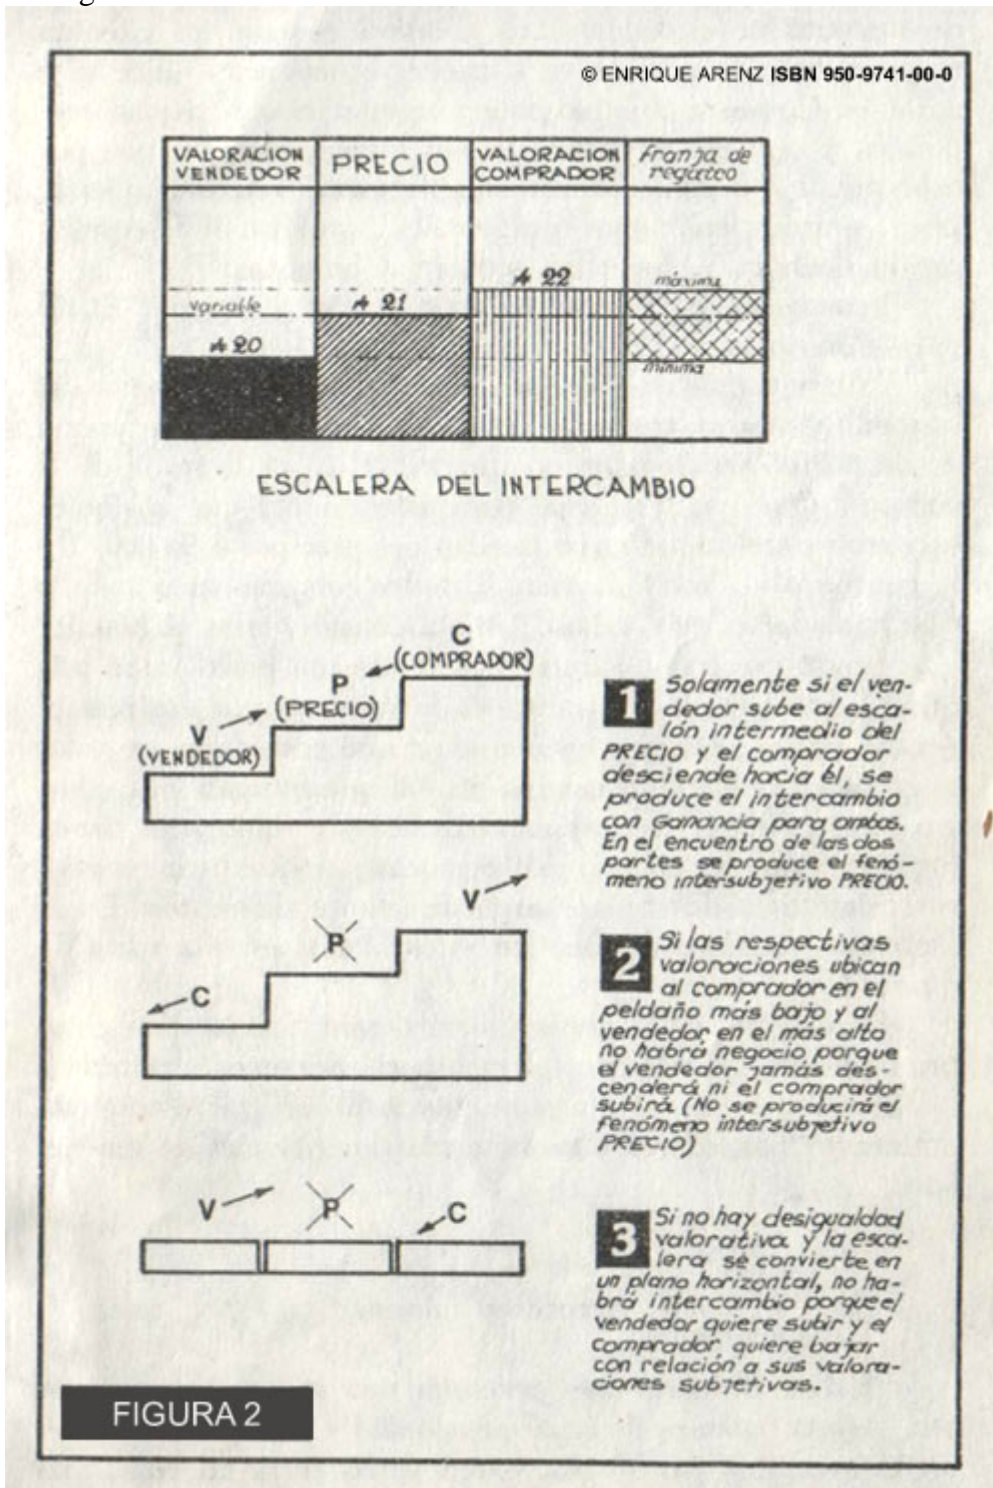 © ENRIQUE ARENZ ISBN 950-9741-00-0
VALORACION
VENDEDOR
PRECIO
VALORACION
COMPRADOR
Franja de
regateo
variable
₳ 20
₳ 21
₳ 22
máxima
mínima
ESCALERA DEL INTERCAMBIO
C
(COMPRADOR)
P
(PRECIO)
V
(VENDEDOR)
1 Solamente si el ven-
dedor sube al esca-
lón intermedio del
PRECIO y el comprador
desciende hacia él, se
produce el intercambio
con Ganancia para ambos.
En el encuentro de las dos
partes se produce el fenó-
meno intersubjetivo PRECIO.
V
P
C
2 Si las respectivas
valoraciones ubican
al comprador en el
peldaño más bajo y al
vendedor en el más alto
no habrá negocio porque
el vendedor jamás des-
cenderá ni el comprador
subirá. (No se producirá el
fenómeno intersubjetivo
PRECIO)
V
P
C
3 Si no hay desigualdad
valorativa y la esca-
lera se convierte en
un plano horizontal, no ha-
brá intercambio porque el
vendedor quiere subir y el
comprador quiere bajar
con relación a sus valora-
ciones subjetivas.
FIGURA 2